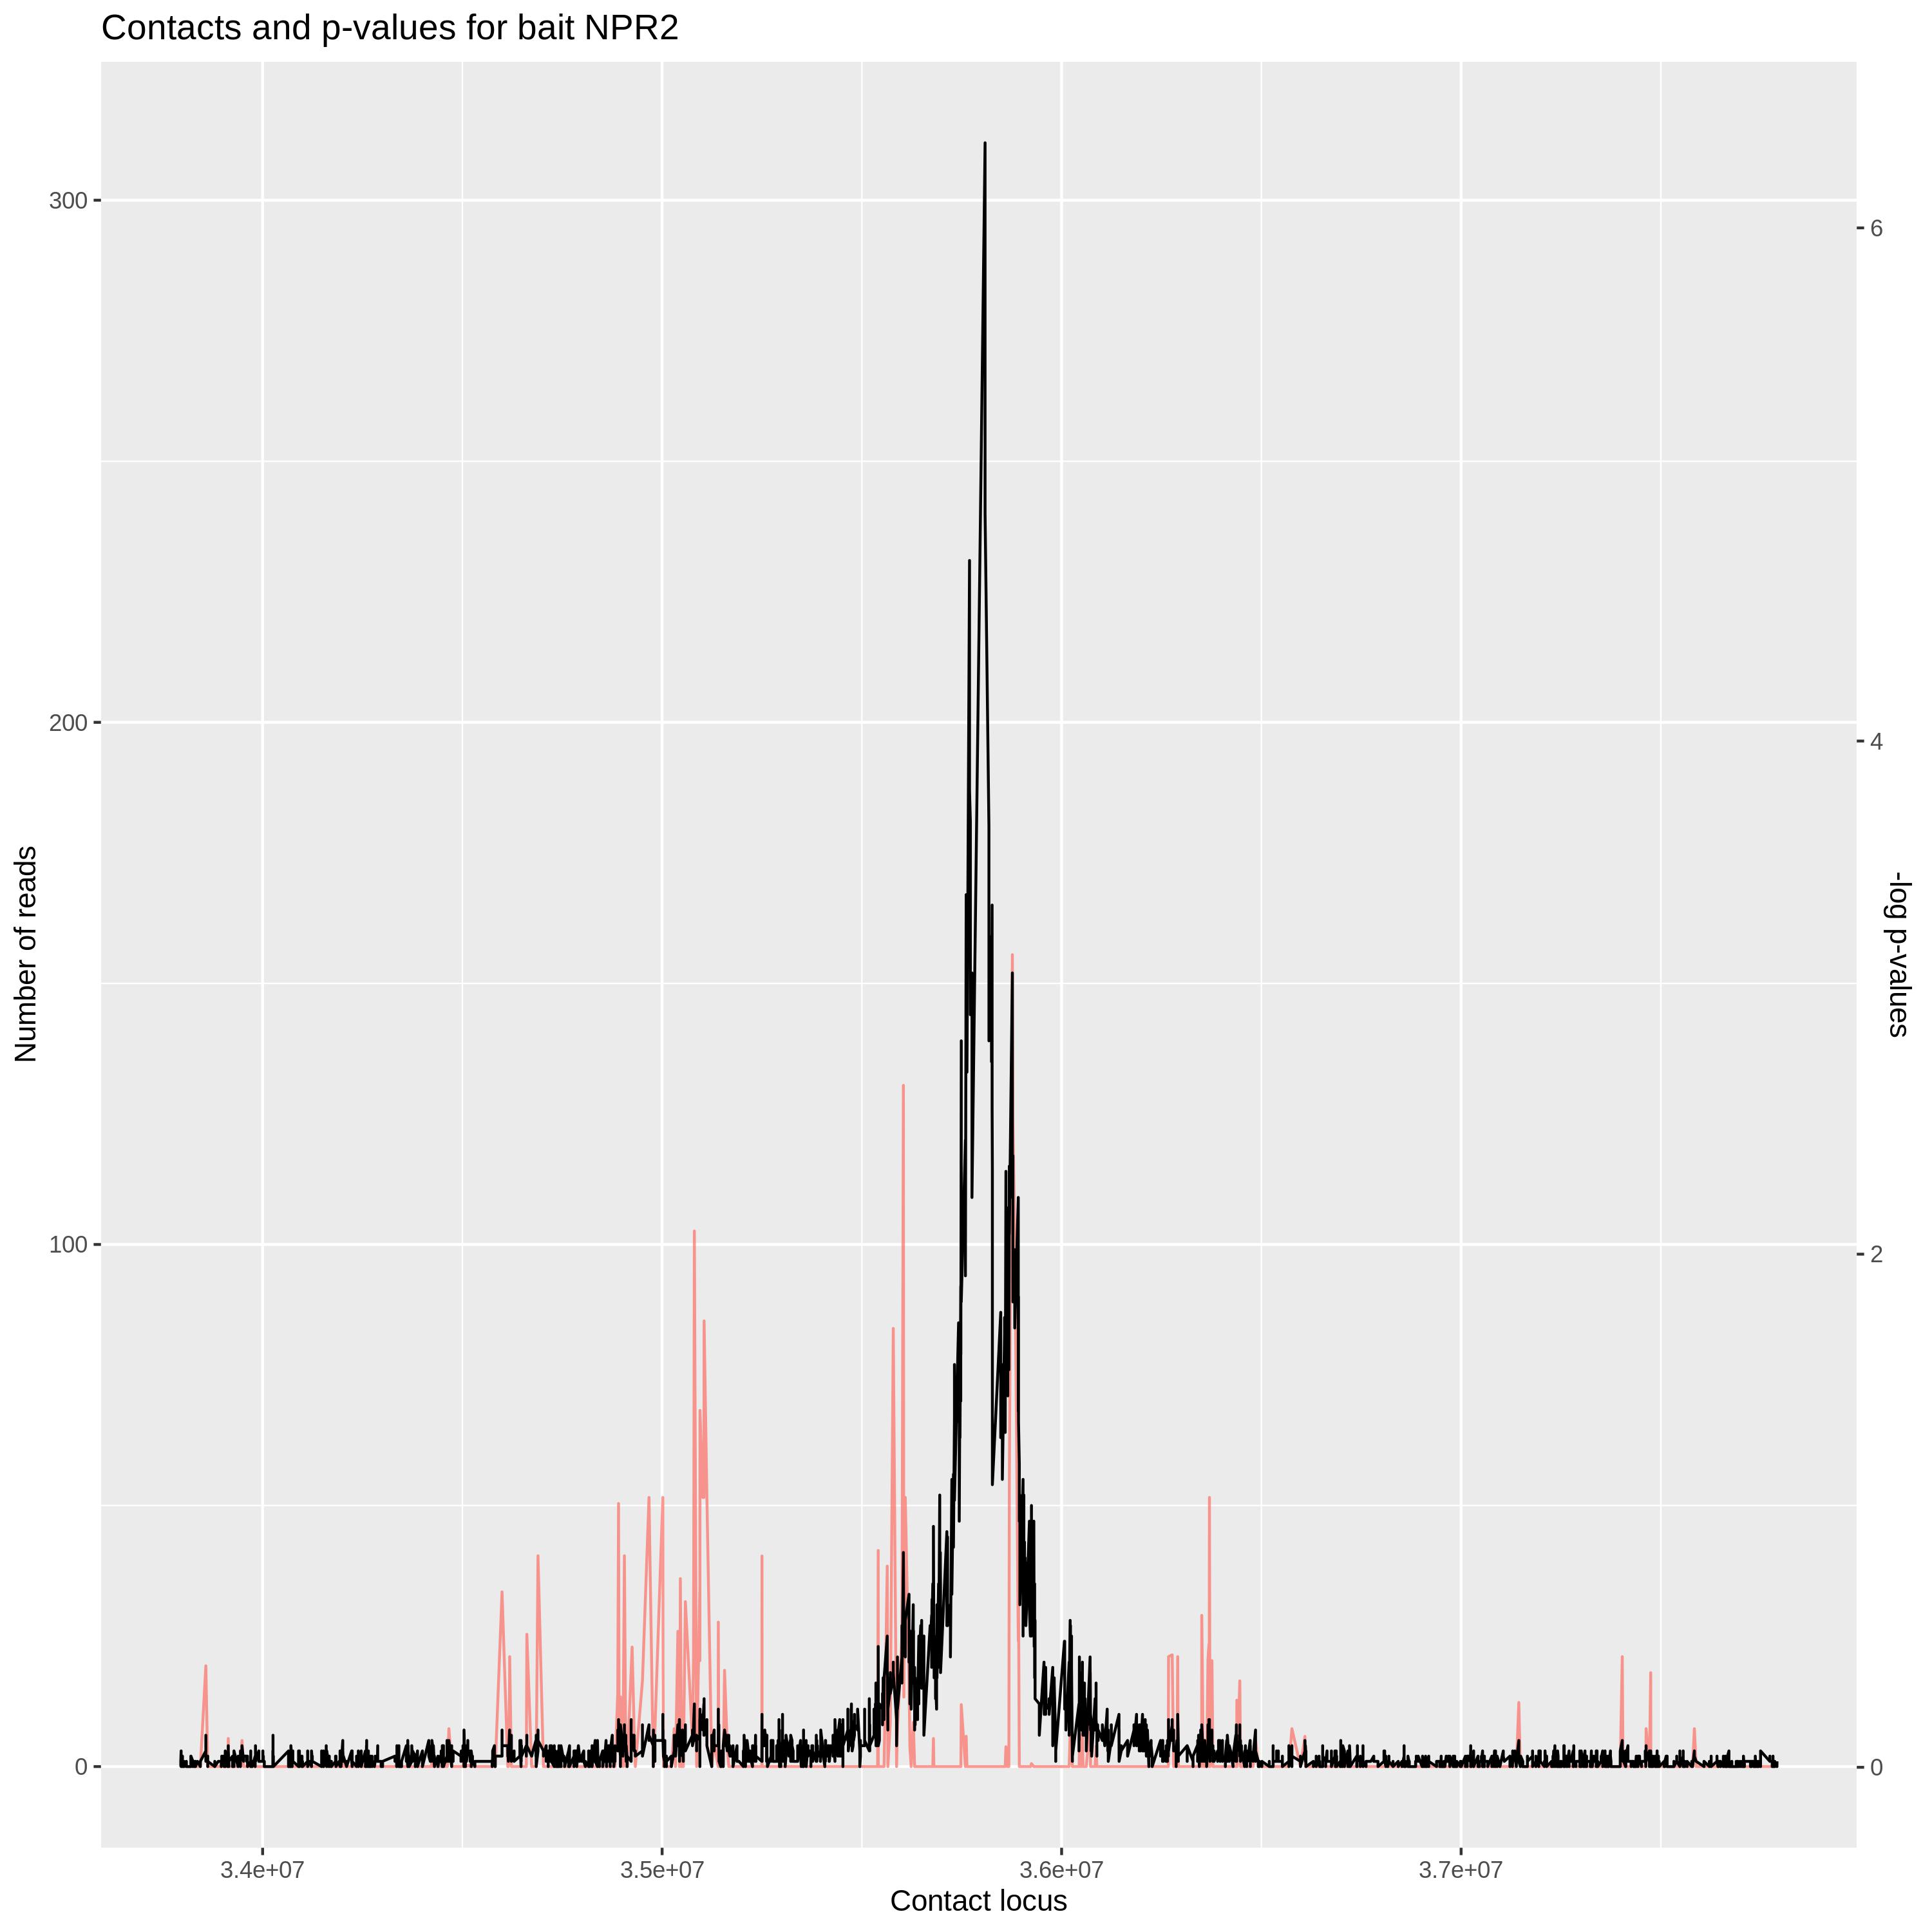 Contacts and p-values for bait NPR2
300
200
100
0
Number of reads
6
4
2
0
-log p-values
3.4e+07 3.5e+07 3.6e+07 3.7e+07
Contact locus